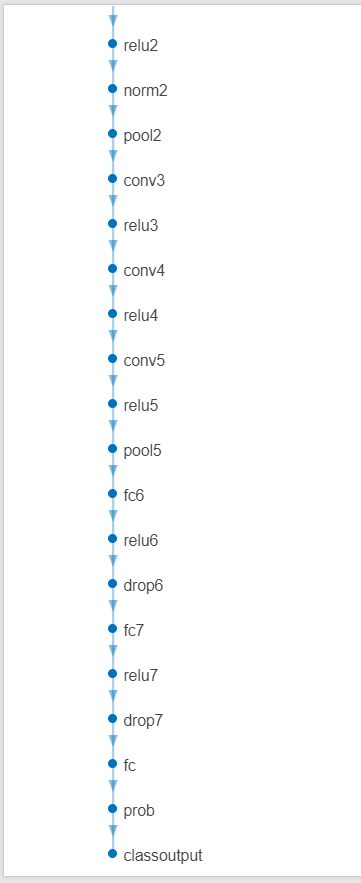 relu2
norm2
pool2
conv3
relu3
conv4
relu4
conv5
relu5
pool5
fc6
relu6
drop6
fc7
relu7
drop7
fc
prob
classoutput